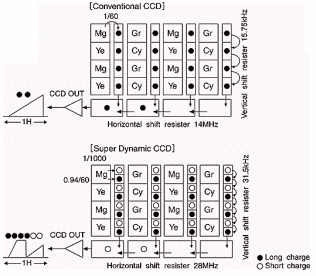 [Conventional CCD]
1/60
Mg Gr Mg Gr
Ye Cy Ye Cy
Mg Gr Mg Gr
Ye Cy Ye Cy
Vertical shift resister 15.75kHz
CCD OUT
1H
Horizontal shift resister 14MHz
[Super Dynamic CCD]
1/1000
0.94/60
Mg Gr Mg Gr
Ye Cy Ye Cy
Mg Gr Mg Gr
Ye Cy Ye Cy
Vertical shift resister 31.5kHz
CCD OUT
1H
Horizontal shift resister 28MHz
Long charge
Short charge